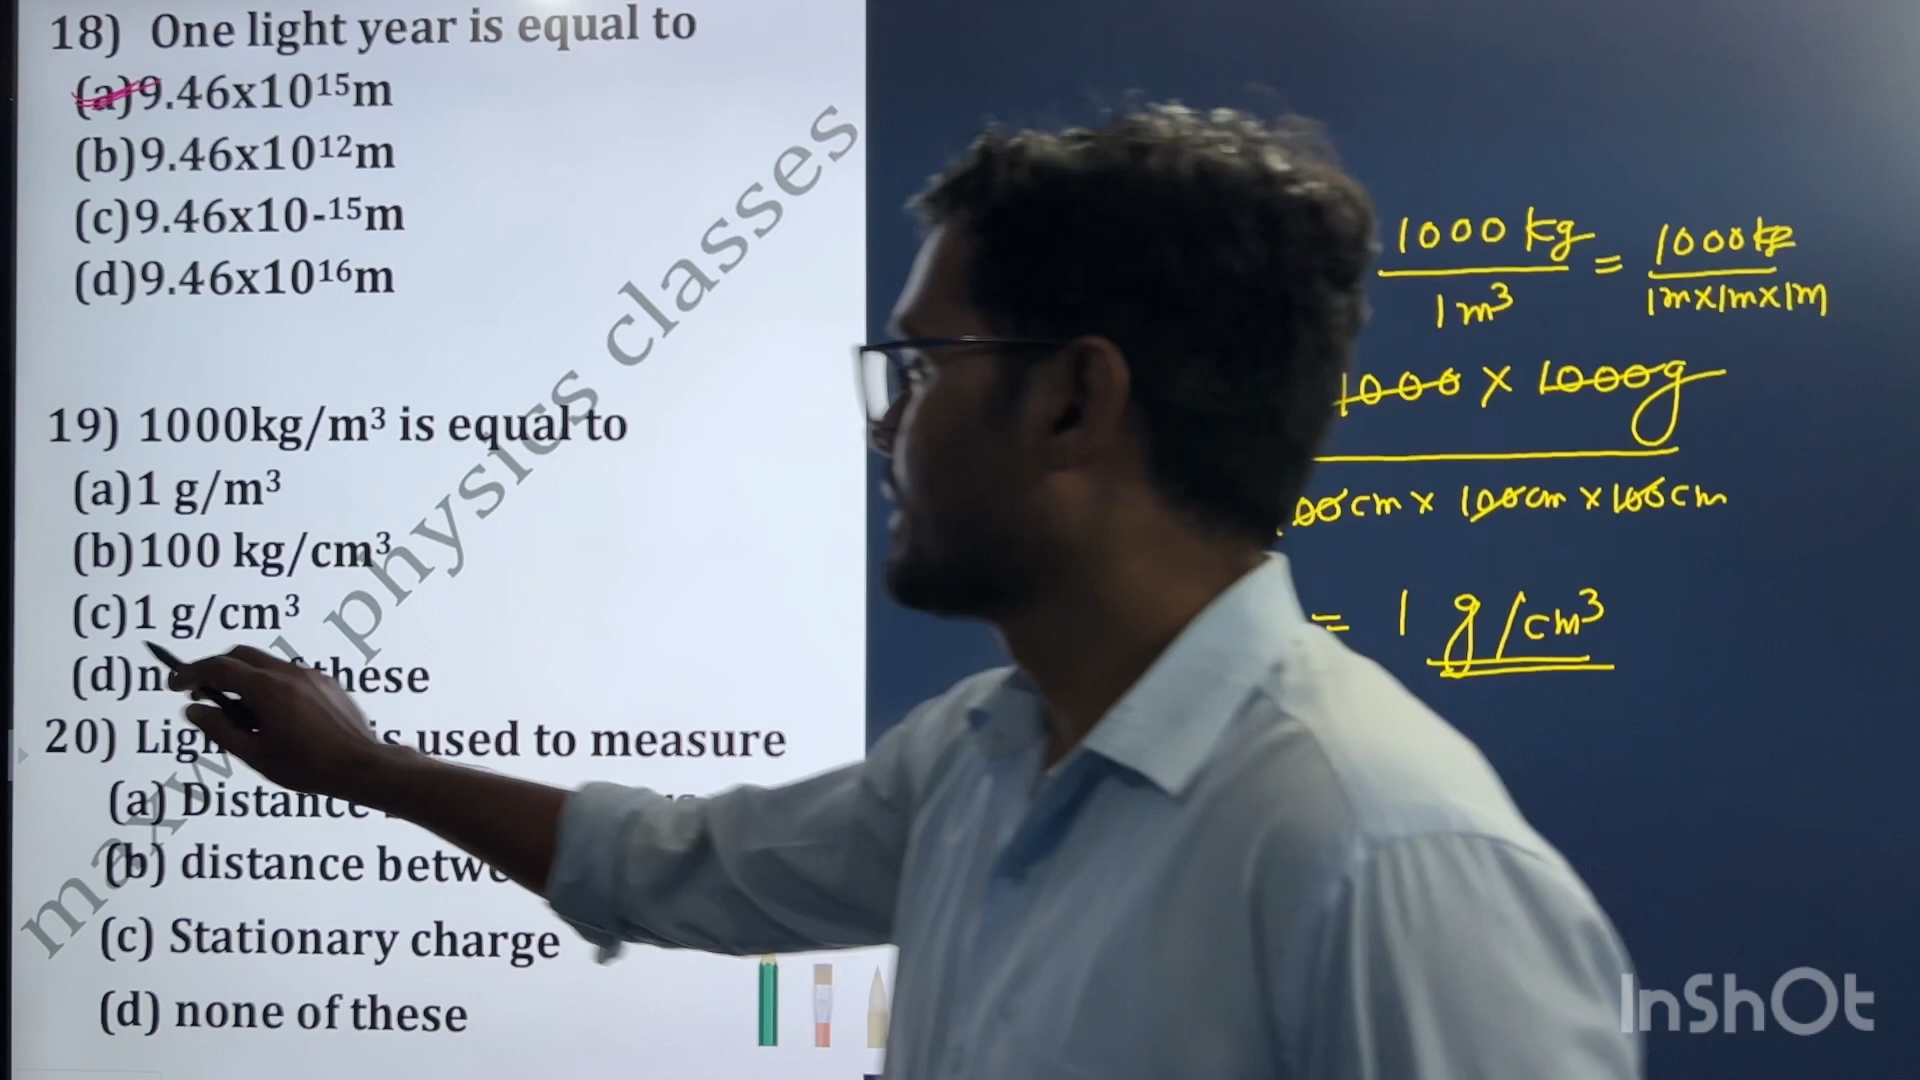 18) One light year is equal to
(a)9.46x10¹⁵m
(b)9.46x10¹²m
(c)9.46x10-¹⁵m
(d)9.46x10¹⁶m
19) 1000kg/m³ is equal to
(a)1 g/m³
(b)100 kg/cm³
(c)1 g/cm³
(d) these
20) is used to measure
(a) Distance
(b) distance
(c) Stationary charge
(d) none of these
physics classes
1000 kg / 1 m³ = 1000 kg / 1m x 1m x 1m
1000 x 1000g
cm x 100cm x 100cm
= 1 g/cm³
InShOt